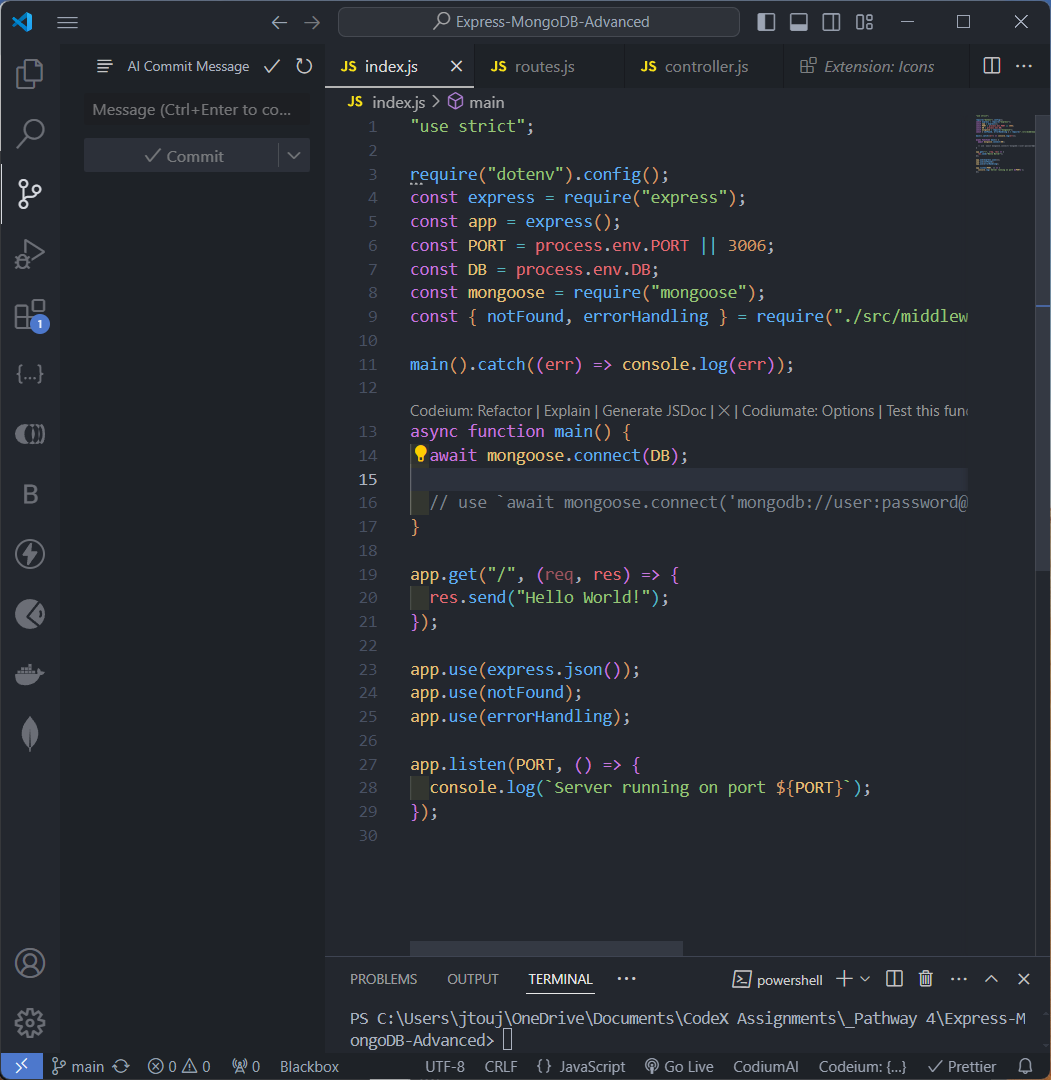 Express-MongoDB-Advanced
AI Commit Message
JS index.js
JS routes.js
JS controller.js
Extension: Icons
Message (Ctrl+Enter to co...
Commit
JS index.js > main
1 "use strict";
2
3 require("dotenv").config();
4 const express = require("express");
5 const app = express();
6 const PORT = process.env.PORT || 3006;
7 const DB = process.env.DB;
8 const mongoose = require("mongoose");
9 const { notFound, errorHandling } = require("./src/middlew
10
11 main().catch((err) => console.log(err));
12
Codeium: Refactor | Explain | Generate JSDoc | X | Codiumate: Options | Test this func
13 async function main() {
14 await mongoose.connect(DB);
15
16 // use `await mongoose.connect('mongodb://user:password@
17 }
18
19 app.get("/", (req, res) => {
20 res.send("Hello World!");
21 });
22
23 app.use(express.json());
24 app.use(notFound);
25 app.use(errorHandling);
26
27 app.listen(PORT, () => {
28 console.log(`Server running on port ${PORT}`);
29 });
30
1
B
{...}
PROBLEMS OUTPUT TERMINAL ... powershell
PS C:\Users\jtouj\OneDrive\Documents\CodeX Assignments\_Pathway 4\Express-M
ongoDB-Advanced>
main 0 0 0 Blackbox UTF-8 CRLF {} JavaScript Go Live CodiumAI Codeium: {...} Prettier